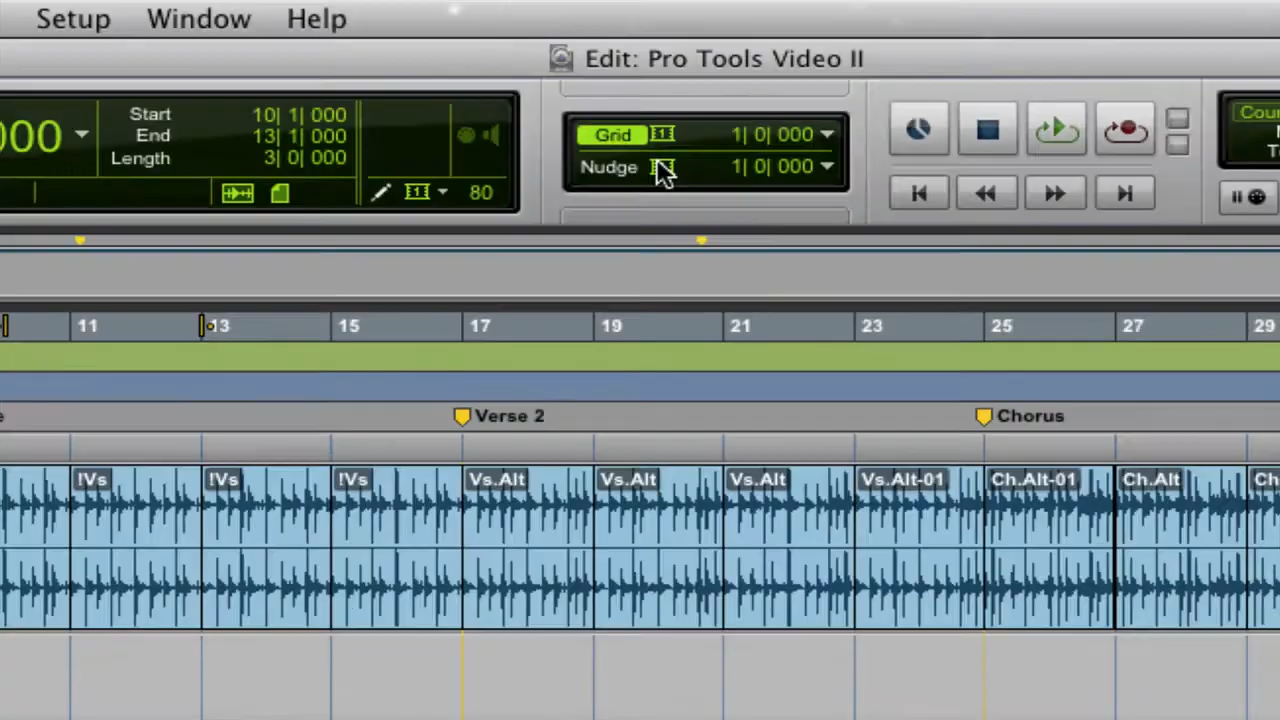 Setup Window Help
Edit: Pro Tools Video II
000
Start 10| 1| 000
End 13| 1| 000
Length 3| 0| 000
80
Grid 1| 0| 000
Nudge 1| 0| 000
Cou
T
11 13 15 17 19 21 23 25 27 29
e Verse 2 Chorus
!Vs !Vs !Vs Vs.Alt Vs.Alt Vs.Alt Vs.Alt-01 Ch.Alt-01 Ch.Alt Ch